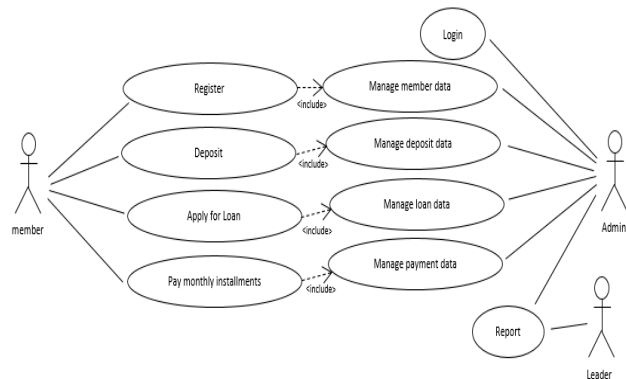 Login
Register
Manage member data
<include>
Deposit
Manage deposit data
<include>
member
Admin
Apply for Loan
Manage loan data
<include>
Pay monthly installments
Manage payment data
<include>
Report
Leader